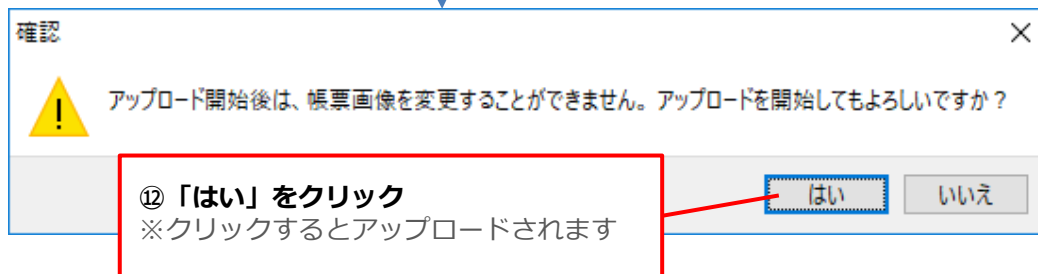 確認
アップロード開始後は、帳票画像を変更することができません。アップロードを開始してもよろしいですか？
⑫「はい」をクリック
※クリックするとアップロードされます
はい
いいえ